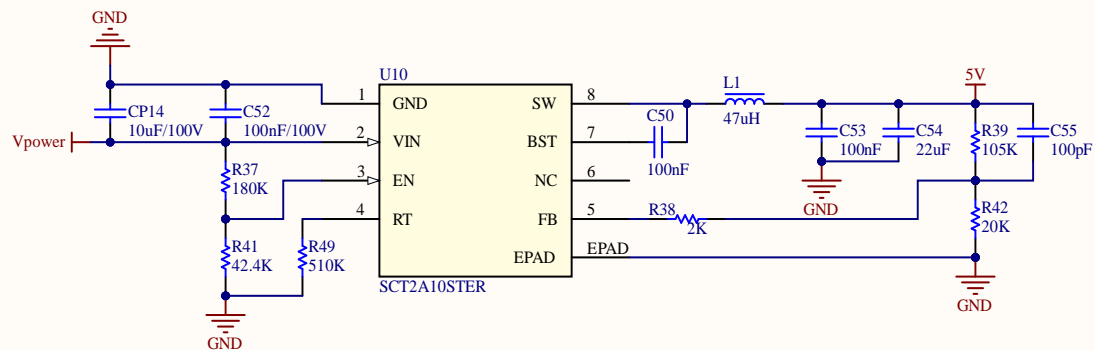 GND
U10
L1
5V
CP14
10uF/100V
C52
100nF/100V
1
GND
SW
8
C50
100nF
47uH
C53
100nF
C54
22uF
R39
105K
C55
100pF
Vpower
2
VIN
BST
7
R37
180K
3
EN
NC
6
GND
4
RT
FB
5
R38
2K
R42
20K
R41
42.4K
R49
510K
EPAD
EPAD
SCT2A10STER
GND
GND